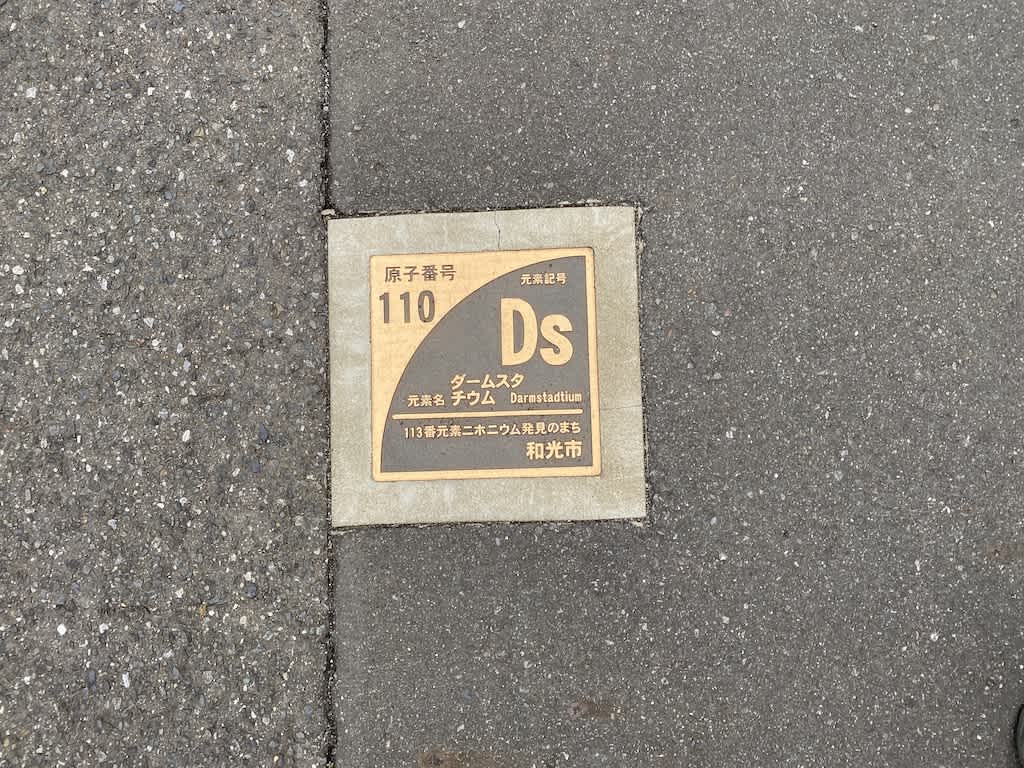 原子番号
110
元素記号
Ds
ダームスタ
元素名 チウム Darmstadtium
113番元素ニホニウム発見のまち
和光市